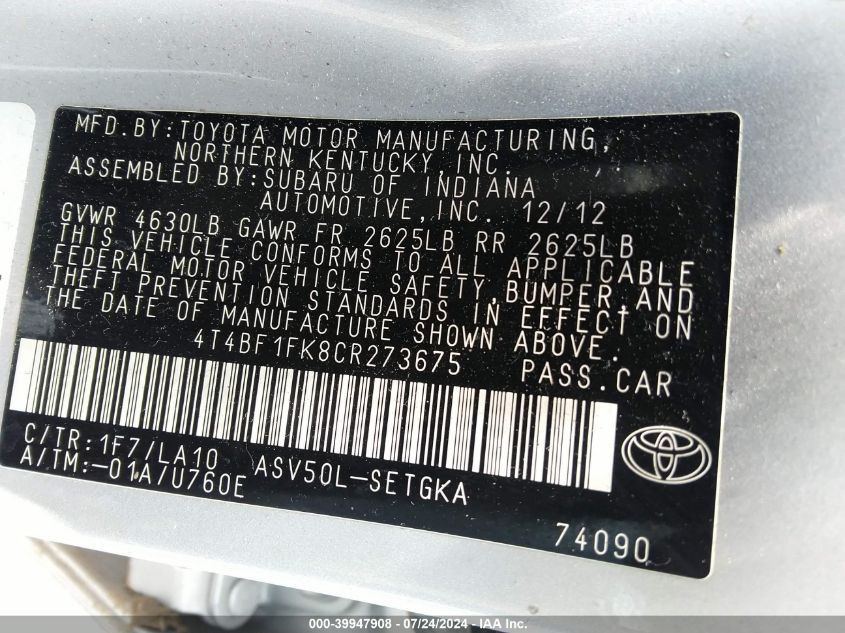 MFD.BY:TOYOTA MOTOR MANUFACTURING,
NORTHERN KENTUCKY,INC.
ASSEMBLED BY:SUBARU OF INDIANA
AUTOMOTIVE,INC. 12/12
GVWR 4630LB GAWR FR 2625LB RR 2625LB
THIS VEHICLE CONFORMS TO ALL APPLICABLE
FEDERAL MOTOR VEHICLE SAFETY,BUMPER,AND
THEFT PREVENTION STANDARDS IN EFFECT ON
THE DATE OF MANUFACTURE SHOWN ABOVE.
4T4BF1FK8CR273675 PASS.CAR
C/TR:1F7/LA10
A/TM:-01A/U760E ASV50L-SETGKA
74090
000-39947908 - 07/24/2024 - IAA Inc.